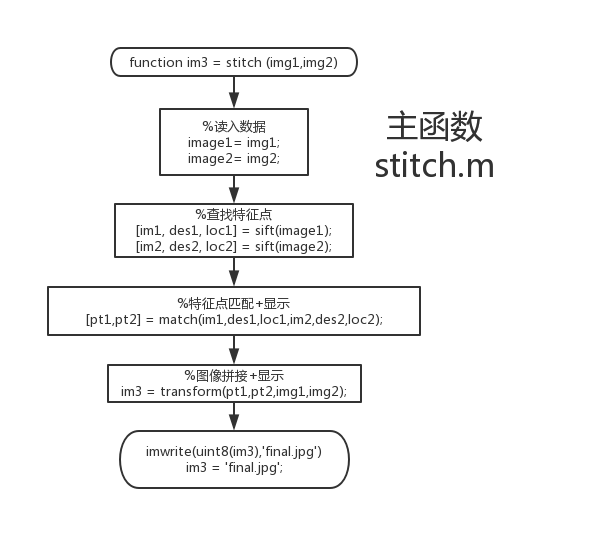 function im3 = stitch (img1,img2)
主函数
stitch.m
%读入数据
image1= img1;
image2= img2;
%查找特征点
[im1, des1, loc1] = sift(image1);
[im2, des2, loc2] = sift(image2);
%特征点匹配+显示
[pt1,pt2] = match(im1,des1,loc1,im2,des2,loc2);
%图像拼接+显示
im3 = transform(pt1,pt2,img1,img2);
imwrite(uint8(im3),'final.jpg')
im3 = 'final.jpg';